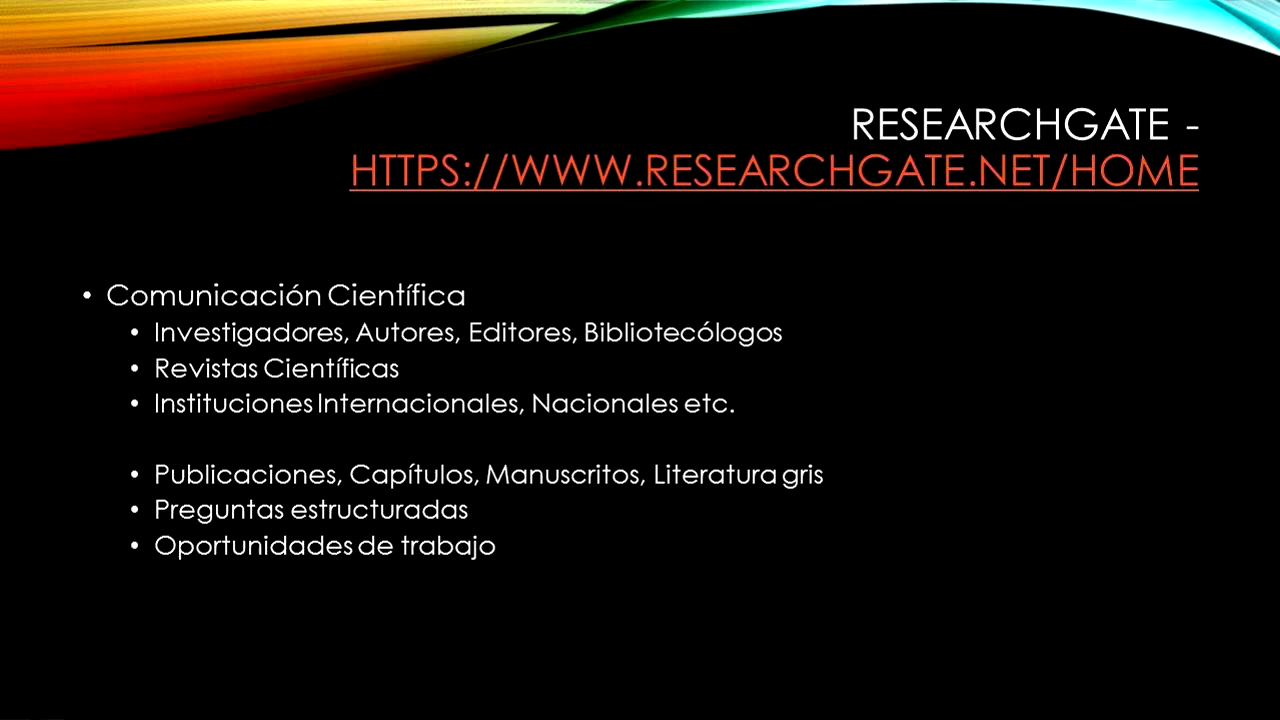 RESEARCHGATE -
HTTPS://WWW.RESEARCHGATE.NET/HOME
• Comunicación Científica
• Investigadores, Autores, Editores, Bibliotecólogos
• Revistas Científicas
• Instituciones Internacionales, Nacionales etc.
• Publicaciones, Capítulos, Manuscritos, Literatura gris
• Preguntas estructuradas
• Oportunidades de trabajo